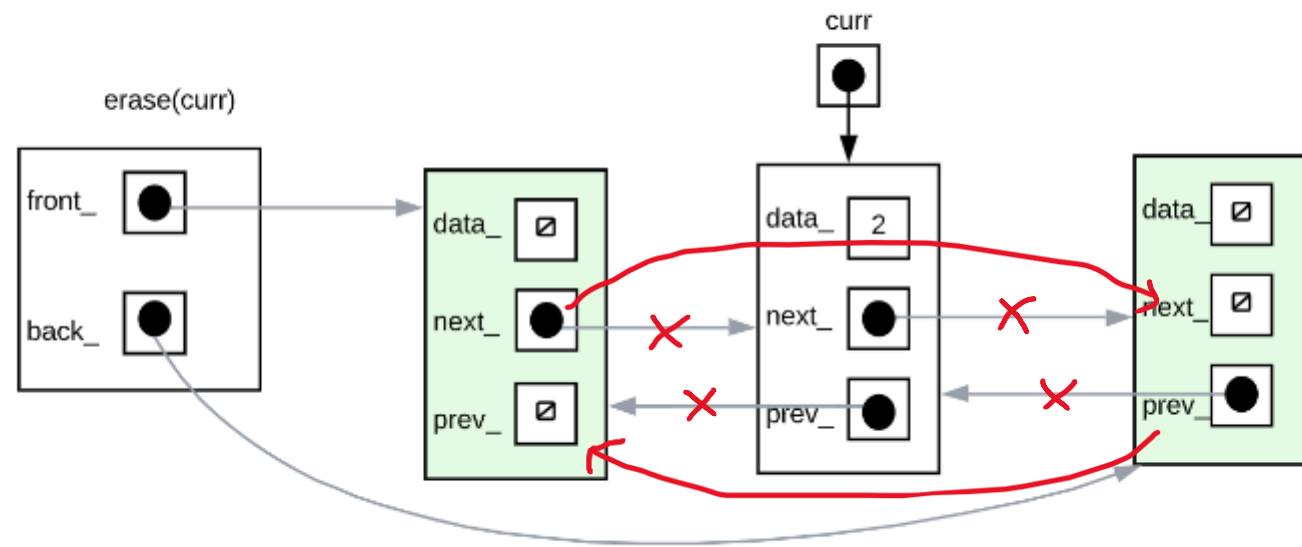 curr
erase(curr)
front_
back_
data_
next_
prev_
data_ 2
next_
prev_
data_
next_
prev_